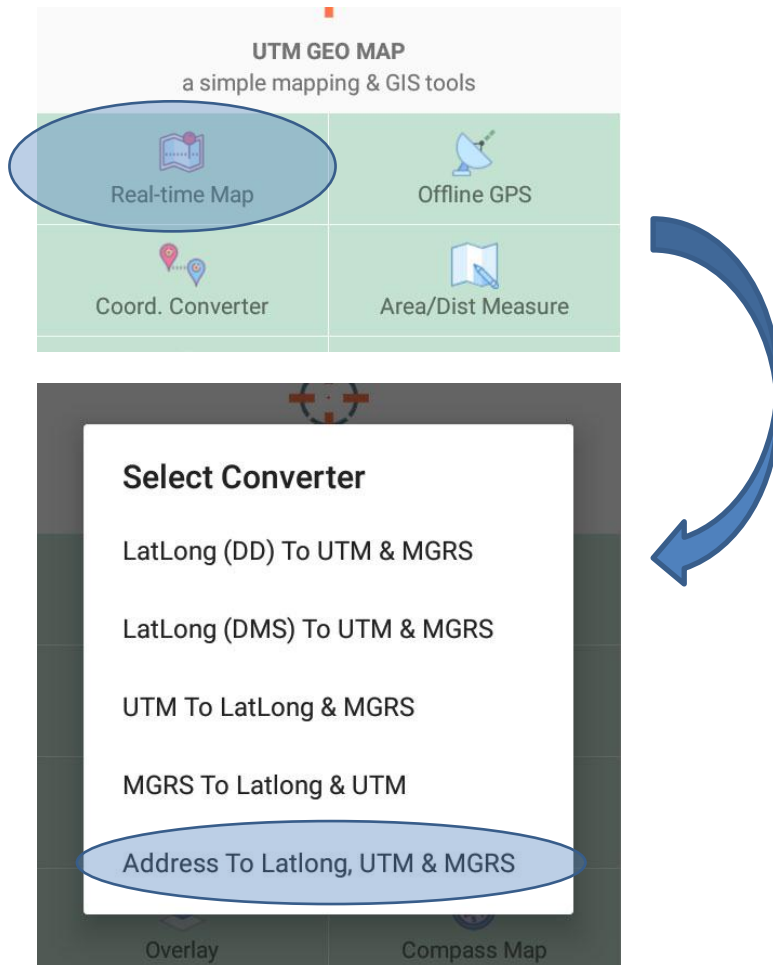 UTM GEO MAP
a simple mapping & GIS tools
Real-time Map
Offline GPS
Coord. Converter
Area/Dist Measure
Select Converter
LatLong (DD) To UTM & MGRS
LatLong (DMS) To UTM & MGRS
UTM To LatLong & MGRS
MGRS To Latlong & UTM
Address To Latlong, UTM & MGRS
Overlay
Compass Map